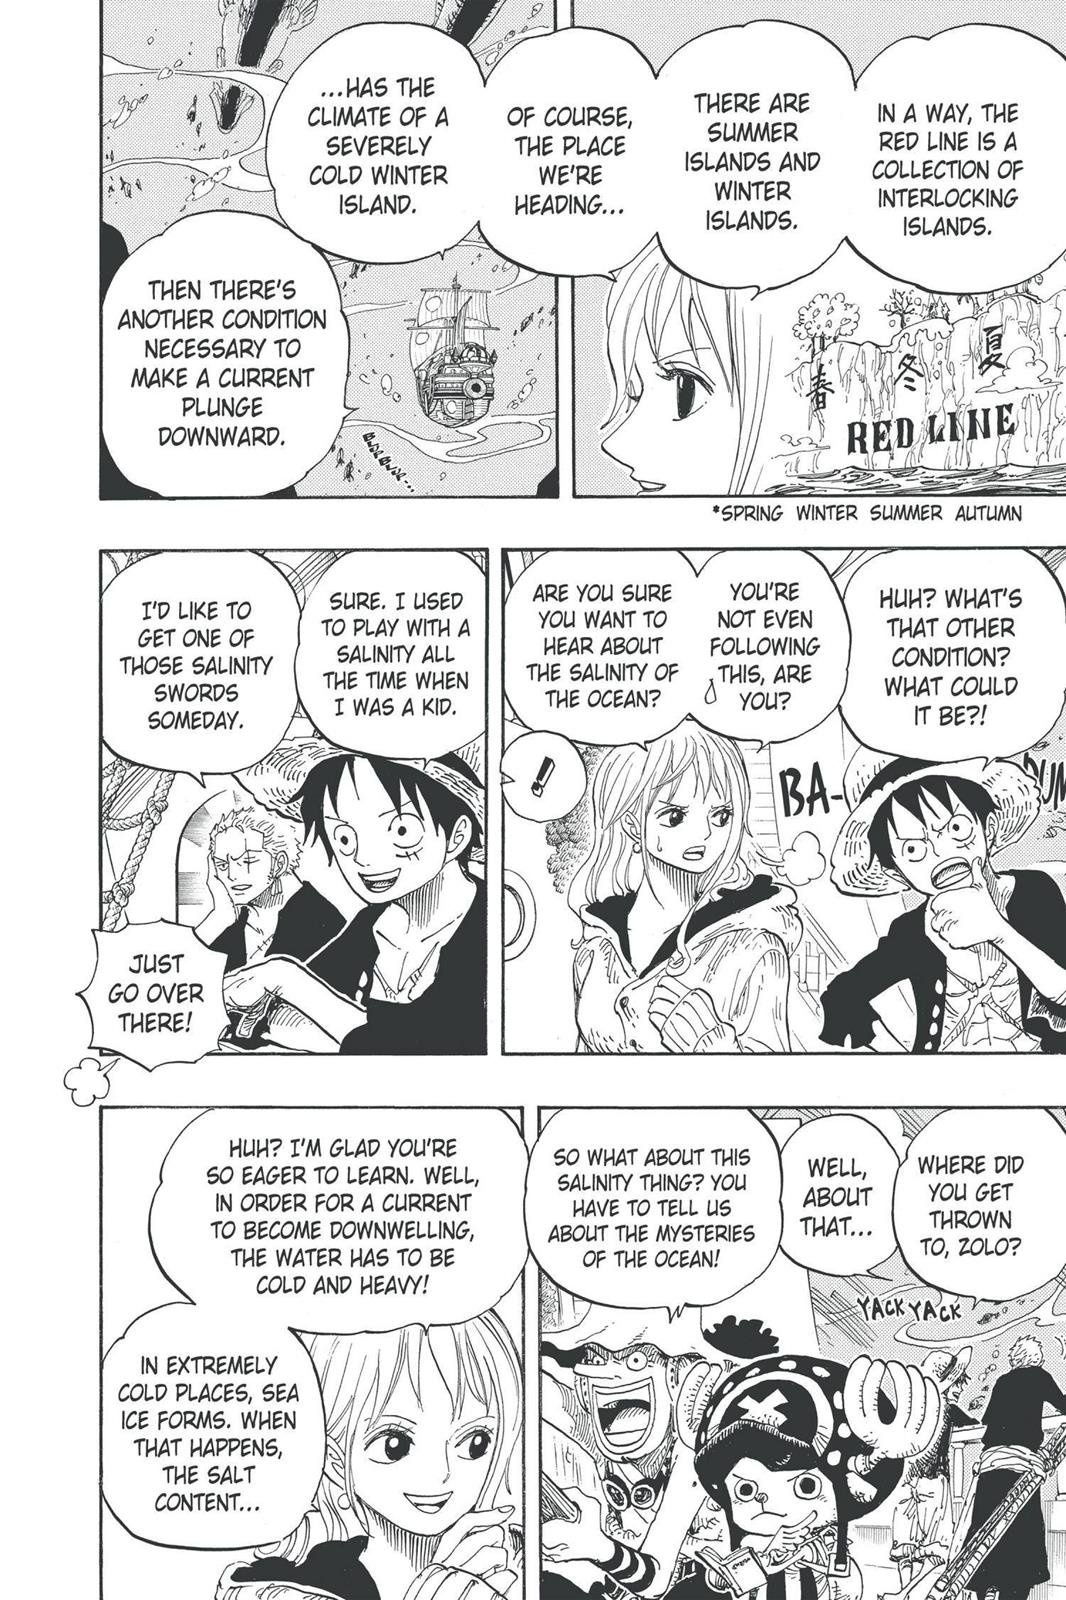 IN A WAY, THE
RED LINE IS A
COLLECTION OF
INTERLOCKING
ISLANDS.
THERE ARE
SUMMER
ISLANDS AND
WINTER
ISLANDS.
春 冬 夏
RED LINE
*SPRING WINTER SUMMER AUTUMN
OF COURSE,
THE PLACE
WE'RE
HEADING...
...HAS THE
CLIMATE OF A
SEVERELY
COLD WINTER
ISLAND.
THEN THERE'S
ANOTHER CONDITION
NECESSARY TO
MAKE A CURRENT
PLUNGE
DOWNWARD.
HUH? WHAT'S
THAT OTHER
CONDITION?
WHAT COULD
IT BE?!
YOU'RE
NOT EVEN
FOLLOWING
THIS, ARE
YOU?
ARE YOU SURE
YOU WANT TO
HEAR ABOUT
THE SALINITY OF
THE OCEAN?
!!
BA-
SURE. I USED
TO PLAY WITH A
SALINITY ALL
THE TIME WHEN
I WAS A KID.
I'D LIKE TO
GET ONE OF
THOSE SALINITY
SWORDS
SOMEDAY.
JUST
GO OVER
THERE!
WHERE DID
YOU GET
THROWN
TO, ZOLO?
WELL,
ABOUT
THAT...
YACK YACK
SO WHAT ABOUT THIS
SALINITY THING? YOU
HAVE TO TELL US
ABOUT THE MYSTERIES
OF THE OCEAN!
HUH? I'M GLAD YOU'RE
SO EAGER TO LEARN. WELL,
IN ORDER FOR A CURRENT
TO BECOME DOWNWELLING,
THE WATER HAS TO BE
COLD AND HEAVY!
IN EXTREMELY
COLD PLACES, SEA
ICE FORMS. WHEN
THAT HAPPENS,
THE SALT
CONTENT...